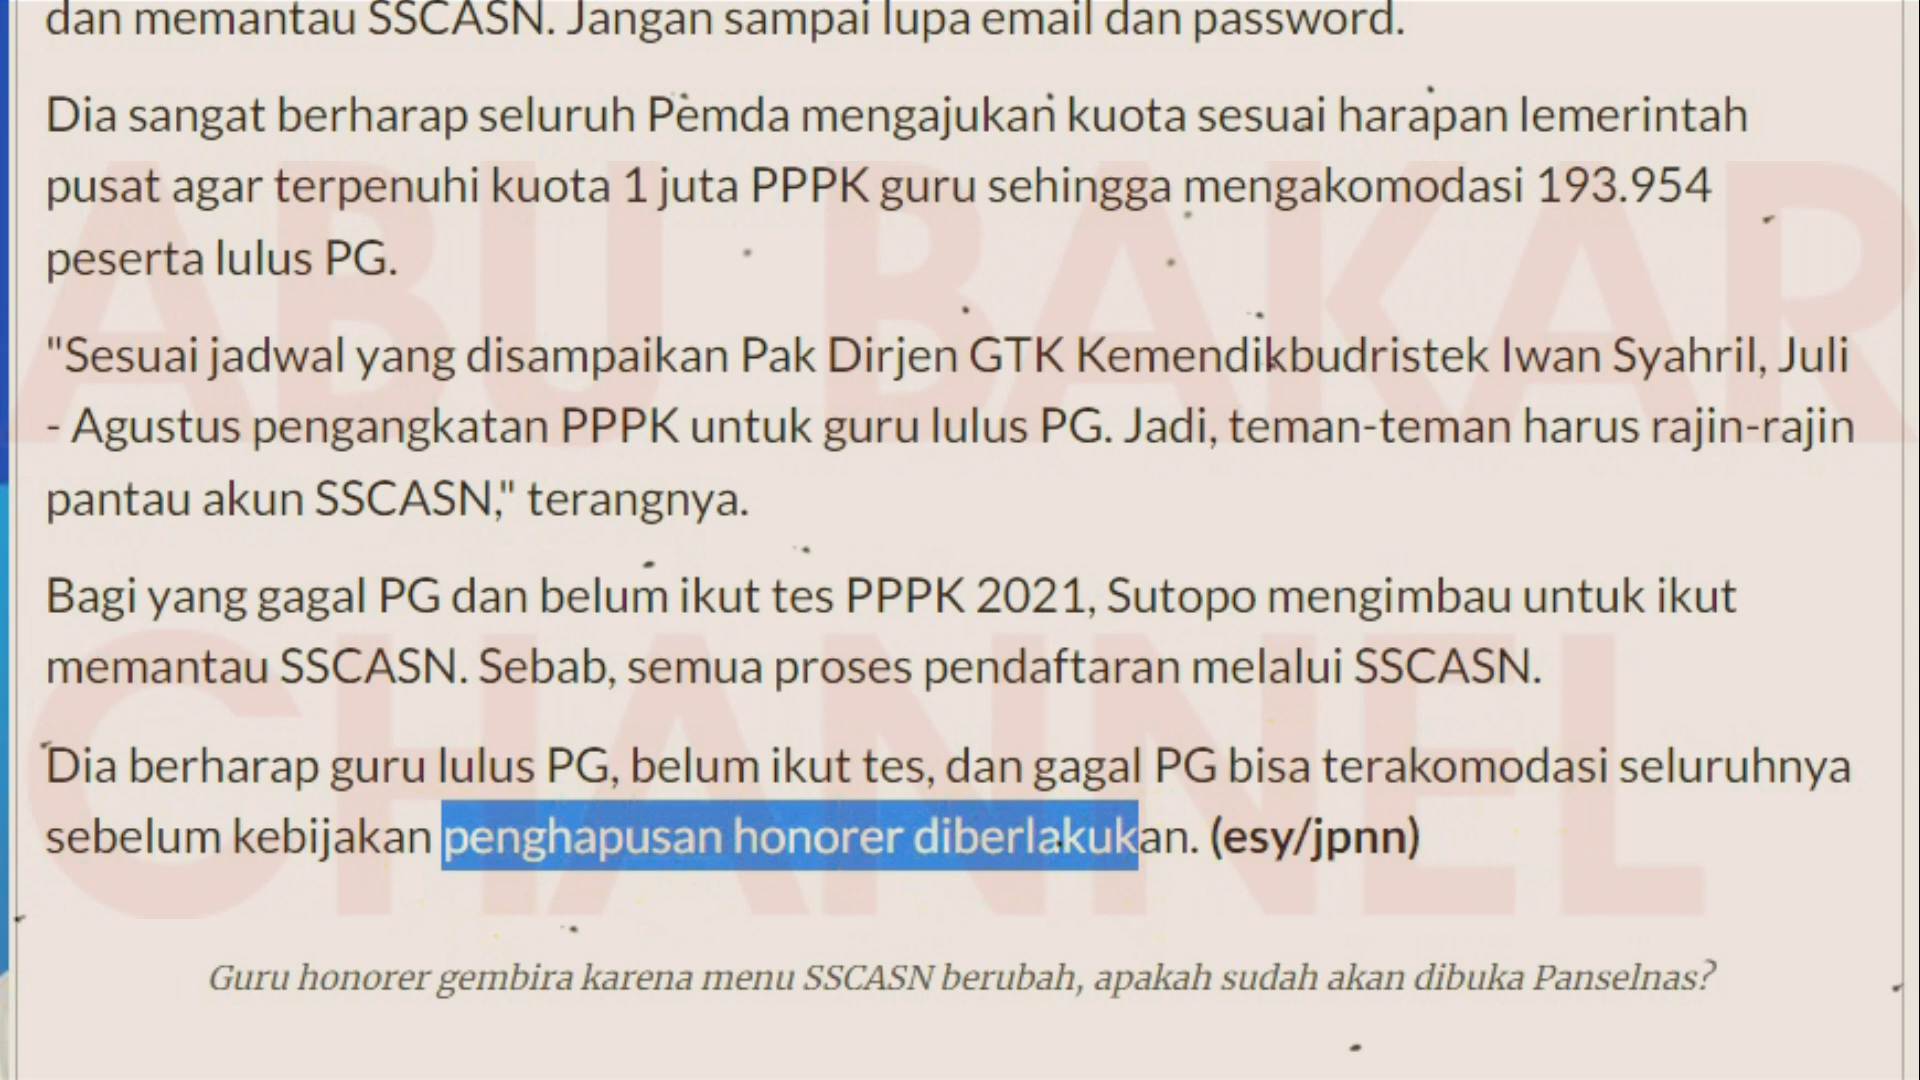 dan memantau SSCASN. Jangan sampai lupa email dan password.
Dia sangat berharap seluruh Pemda mengajukan kuota sesuai harapan lemerintah
pusat agar terpenuhi kuota 1 juta PPPK guru sehingga mengakomodasi 193.954
peserta lulus PG.
"Sesuai jadwal yang disampaikan Pak Dirjen GTK Kemendikbudristek Iwan Syahril, Juli
- Agustus pengangkatan PPPK untuk guru lulus PG. Jadi, teman-teman harus rajin-rajin
pantau akun SSCASN," terangnya.
Bagi yang gagal PG dan belum ikut tes PPPK 2021, Sutopo mengimbau untuk ikut
memantau SSCASN. Sebab, semua proses pendaftaran melalui SSCASN.
Dia berharap guru lulus PG, belum ikut tes, dan gagal PG bisa terakomodasi seluruhnya
sebelum kebijakan penghapusan honorer diberlakukan. (esy/jpnn)
Guru honorer gembira karena menu SSCASN berubah, apakah sudah akan dibuka Panselnas?
ABU BAKAR
CHANNEL